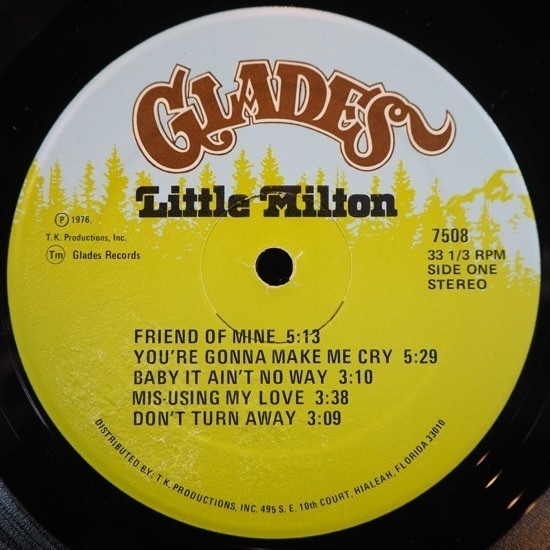 GLADES
Little Milton
Ⓟ 1976.
T.K. Productions, Inc.
Tm Glades Records
7508
33 1/3 RPM
SIDE ONE
STEREO
FRIEND OF MINE 5:13
YOU'RE GONNA MAKE ME CRY 5:29
BABY IT AIN'T NO WAY 3:10
MIS-USING MY LOVE 3:38
DON'T TURN AWAY 3:09
DISTRIBUTED BY; T.K. PRODUCTIONS, INC. 495 S.E. 10th COURT, HIALEAH, FLORIDA 33010